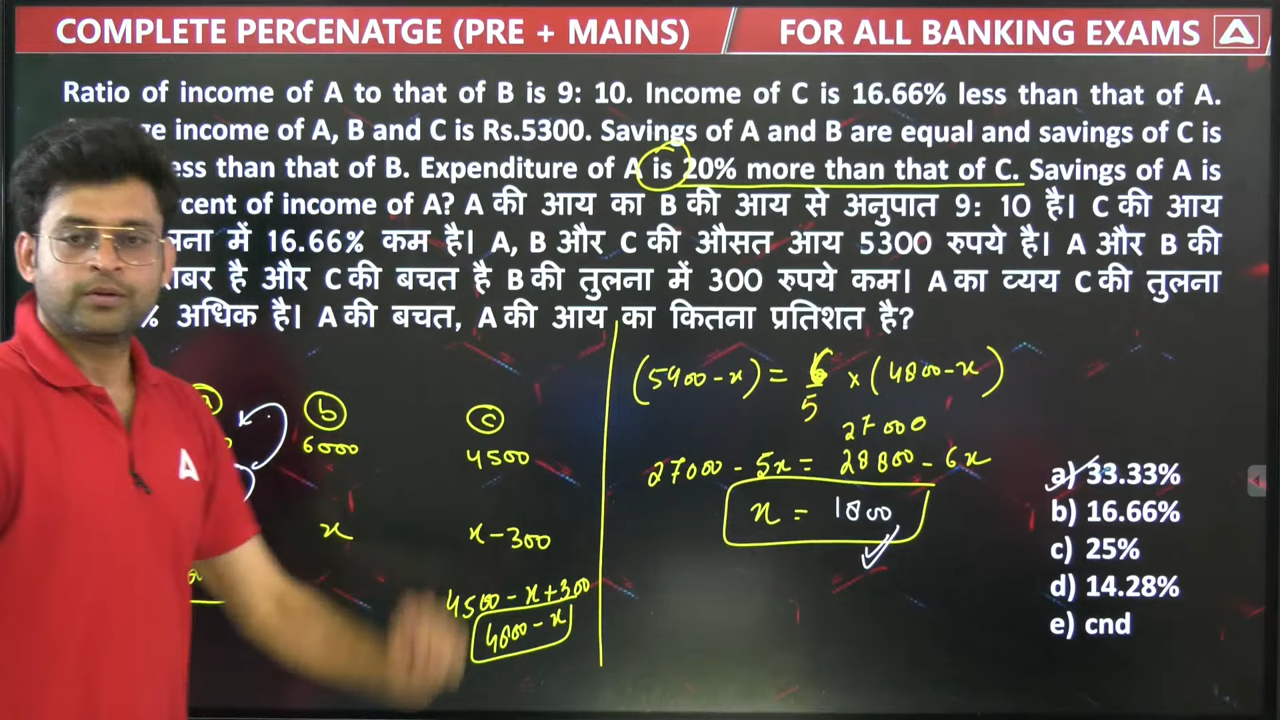 COMPLETE PERCENATGE (PRE + MAINS)
FOR ALL BANKING EXAMS
Ratio of income of A to that of B is 9: 10. Income of C is 16.66% less than that of A.
income of A, B and C is Rs.5300. Savings of A and B are equal and savings of C is
less than that of B. Expenditure of A is 20% more than that of C. Savings of A is
of income of A? A की आय का B की आय से अनुपात 9: 10 है। C की आय
में 16.66% कम है। A, B और C की औसत आय 5300 रुपये है। A और B की
है और C की बचत है B की तुलना में 300 रुपये कम। A का व्यय C की तुलना
% अधिक है। A की बचत, A की आय का कितना प्रतिशत है?
b
c
6000
4500
x
x-300
4500-x+300
4800-x
(5400-x) = 6/5 × (4800-x)
27000
27000 - 5x = 28800 - 6x
x = 1800
a) 33.33%
b) 16.66%
c) 25%
d) 14.28%
e) cnd